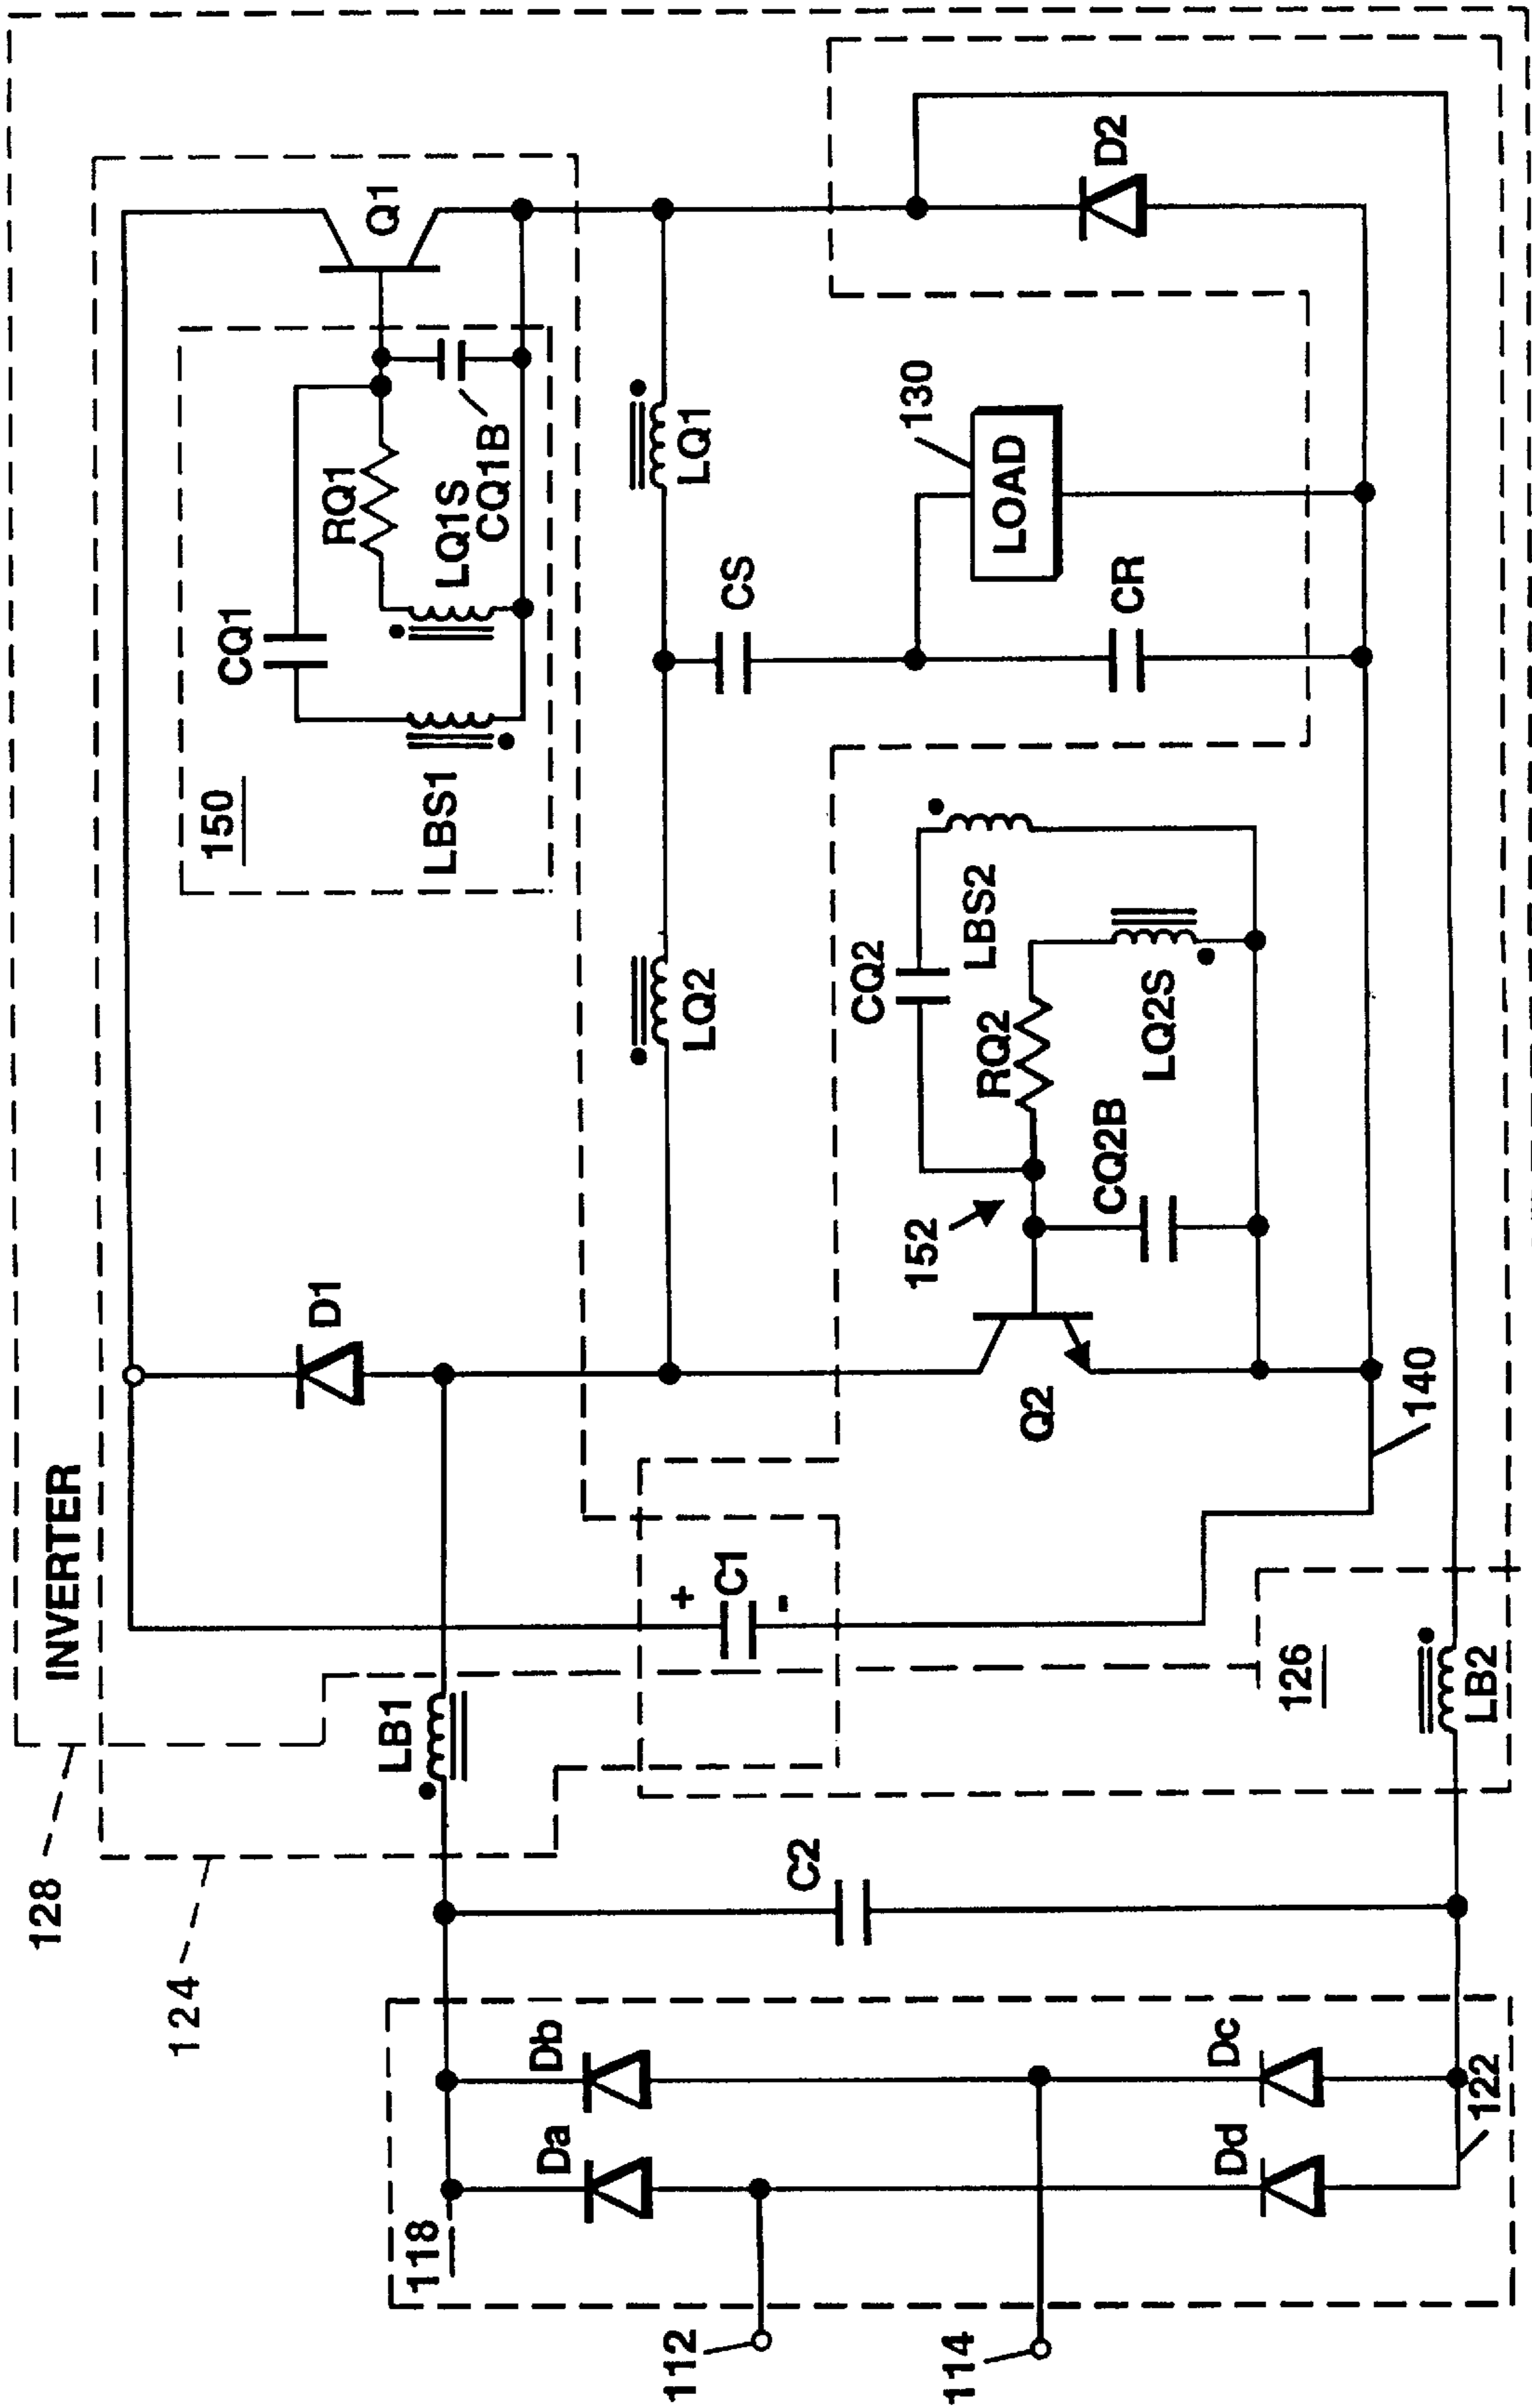 INVERTER
128
124
118
Da
Db
Dc
Dd
122
112
114
C2
LB1
LB2
126
+
C1
-
D1
140
Q2
152
CQ2B
CQ2
RQ2
LBS2
LQ2S
LQ2
150
LBS1
CQ1
RQ1
LQ1S
CQ1B
Q1
LQ1
CS
CR
130
LOAD
D2